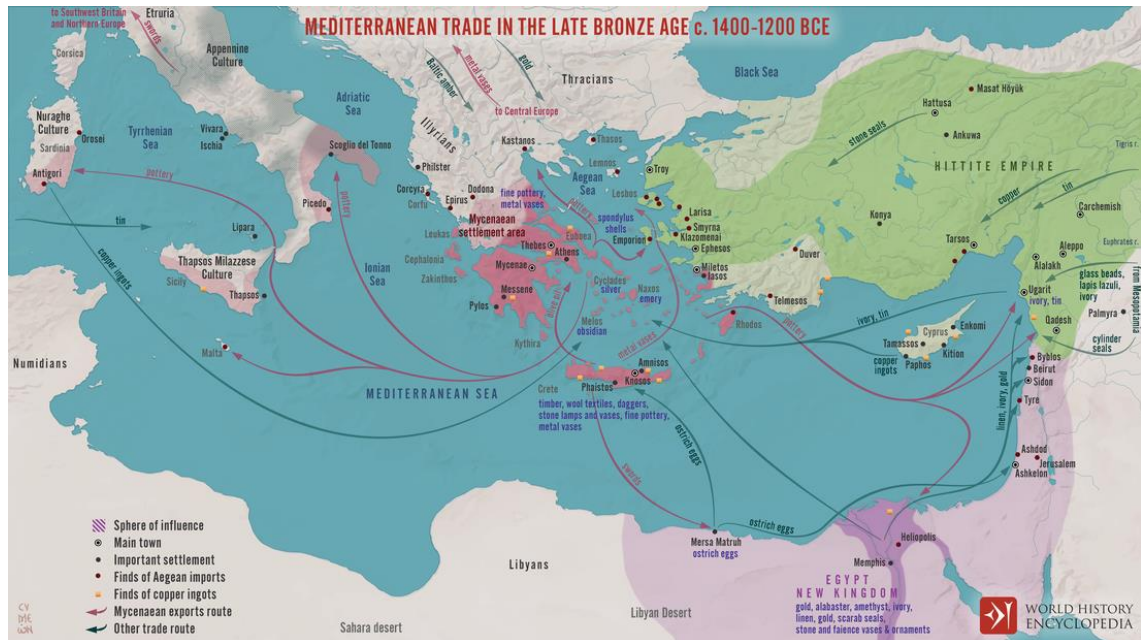 MEDITERRANEAN TRADE IN THE LATE BRONZE AGE c. 1400-1200 BCE
to Southwest Britain
and Northern Europe
Etruria
swords
Corsica
Appennine
Culture
Adriatic
Sea
Baltic amber
metal vases
gold
to Central Europe
Thracians
Black Sea
Illyrians
Nuraghe
Culture
Orosei
Sardinia
Antigori
Tyrrhenian
Sea
Vivara
Ischia
Scoglio del Tonno
Picedo
pottery
pottery
tin
Lipara
copper ingots
Thapsos Milazzese
Culture
Sicily
Thapsos
Malta
Ionian
Sea
Numidians
MEDITERRANEAN SEA
Kastanos
Thasos
Lemnos
Philster
Corcyra
Corfu
Dodona
Epirus
fine pottery,
metal vases
Aegean
Sea
Troy
Lesbos
Mycenaean
settlement area
pottery
spondylus
shells
Leukas
Cephalonia
Zakinthos
Thebes
Euboea
Athens
Mycenae
Messene
Pylos
Kythira
olive oil
Emporion
Larisa
Smyrna
Klazomenai
Ephesos
Miletos
Iasos
Cyclades
silver
Naxos
emery
Melos
obsidian
Rhodos
metal vases
Crete
Amnisos
Phaistos
Knosos
timber, wool textiles, daggers,
stone lamps and vases, fine pottery,
metal vases
swords
ostrich eggs
Mersa Matruh
ostrich eggs
ostrich eggs
Masat Höyük
Hattusa
Ankuwa
stone seals
HITTITE EMPIRE
Tigris r.
copper
tin
Konya
Carchemish
Duver
Telmesos
Tarsos
Aleppo
Alalakh
Euphrates r.
glass beads,
lapis lazuli,
ivory
from Mesopotamia
Ugarit
ivory, tin
ivory, tin
pottery
Cyprus
Enkomi
Tamassos
Kition
Paphos
copper
ingots
Qadesh
Palmyra
cylinder
seals
Byblos
Beirut
Sidon
Tyre
linen, ivory, gold
Ashdod
Jerusalem
Ashkelon
Heliopolis
Memphis
EGYPT
NEW KINGDOM
gold, alabaster, amethyst, ivory,
linen, gold, scarab seals,
stone and faience vases & ornaments
Libyans
Libyan Desert
Sahara desert
Sphere of influence
Main town
Important settlement
Finds of Aegean imports
Finds of copper ingots
Mycenaean exports route
Other trade route
WORLD HISTORY
ENCYCLOPEDIA